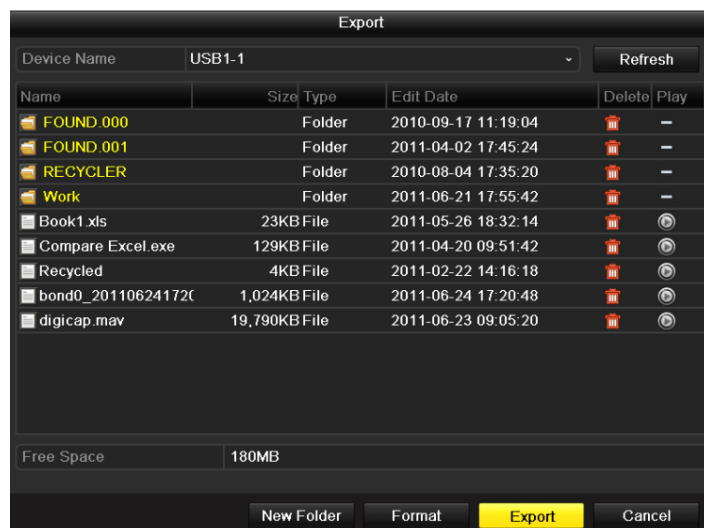 Export
Device Name USB1-1 Refresh
Name Size Type Edit Date Delete Play
FOUND.000 Folder 2010-09-17 11:19:04 –
FOUND.001 Folder 2011-04-02 17:45:24 –
RECYCLER Folder 2010-08-04 17:35:20 –
Work Folder 2011-06-21 17:55:42 –
Book1.xls 23KB File 2011-05-26 18:32:14
Compare Excel.exe 129KB File 2011-04-20 09:51:42
Recycled 4KB File 2011-02-22 14:16:18
bond0_20110624172( 1,024KB File 2011-06-24 17:20:48
digicap.mav 19,790KB File 2011-06-23 09:05:20
Free Space 180MB
New Folder Format Export Cancel